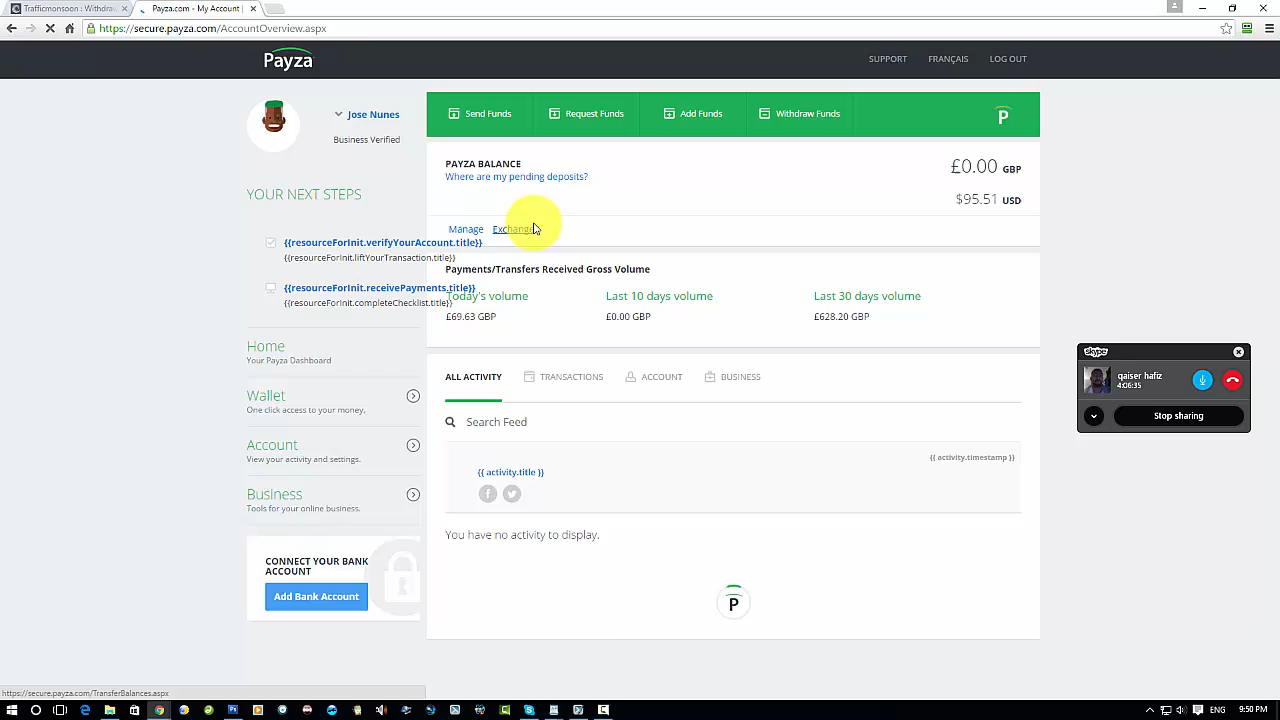 Trafficmonsoon : Withdraw
Payza.com - My Account
https://secure.payza.com/AccountOverview.aspx
Payza
SUPPORT
FRANÇAIS
LOG OUT
Jose Nunes
Business Verified
Send Funds
Request Funds
Add Funds
Withdraw Funds
P
YOUR NEXT STEPS
{{resourceForInit.verifyYourAccount.title}}
{{resourceForInit.liftYourTransaction.title}}
{{resourceForInit.receivePayments.title}}
{{resourceForInit.completeChecklist.title}}
Home
Your Payza Dashboard
Wallet
One click access to your money.
Account
View your activity and settings.
Business
Tools for your online business.
CONNECT YOUR BANK
ACCOUNT
Add Bank Account
PAYZA BALANCE
Where are my pending deposits?
£0.00 GBP
$95.51 USD
Manage
Exchange
Payments/Transfers Received Gross Volume
Today's volume
Last 10 days volume
Last 30 days volume
£69.63 GBP
£0.00 GBP
£628.20 GBP
ALL ACTIVITY
TRANSACTIONS
ACCOUNT
BUSINESS
Search Feed
{{ activity.timestamp }}
{{ activity.title }}
You have no activity to display.
P
skype
qaiser hafiz
4:06:35
Stop sharing
https://secure.payza.com/TransferBalances.aspx
9:50 PM